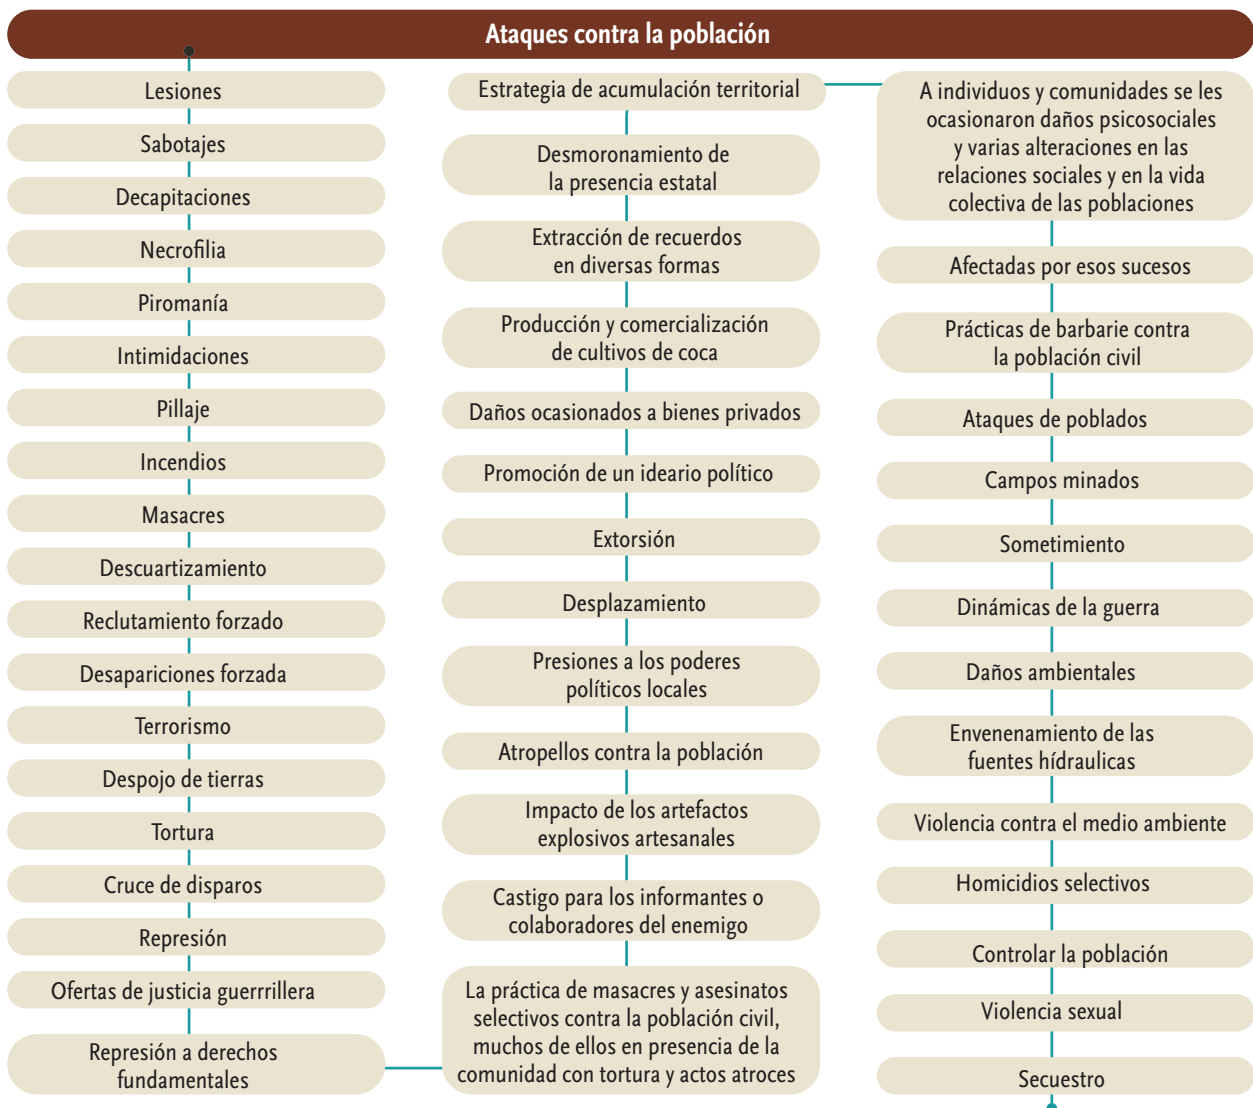 Ataques contra la población
Lesiones
Sabotajes
Decapitaciones
Necrofilia
Piromanía
Intimidaciones
Pillaje
Incendios
Masacres
Descuartizamiento
Reclutamiento forzado
Desapariciones forzada
Terrorismo
Despojo de tierras
Tortura
Cruce de disparos
Represión
Ofertas de justicia guerrrillera
Represión a derechos
fundamentales
Estrategia de acumulación territorial
Desmoronamiento de
la presencia estatal
Extracción de recuerdos
en diversas formas
Producción y comercialización
de cultivos de coca
Daños ocasionados a bienes privados
Promoción de un ideario político
Extorsión
Desplazamiento
Presiones a los poderes
políticos locales
Atropellos contra la población
Impacto de los artefactos
explosivos artesanales
Castigo para los informantes o
colaboradores del enemigo
La práctica de masacres y asesinatos
selectivos contra la población civil,
muchos de ellos en presencia de la
comunidad con tortura y actos atroces
A individuos y comunidades se les
ocasionaron daños psicosociales
y varias alteraciones en las
relaciones sociales y en la vida
colectiva de las poblaciones
Afectadas por esos sucesos
Prácticas de barbarie contra
la población civil
Ataques de poblados
Campos minados
Sometimiento
Dinámicas de la guerra
Daños ambientales
Envenenamiento de las
fuentes hídraulicas
Violencia contra el medio ambiente
Homicidios selectivos
Controlar la población
Violencia sexual
Secuestro